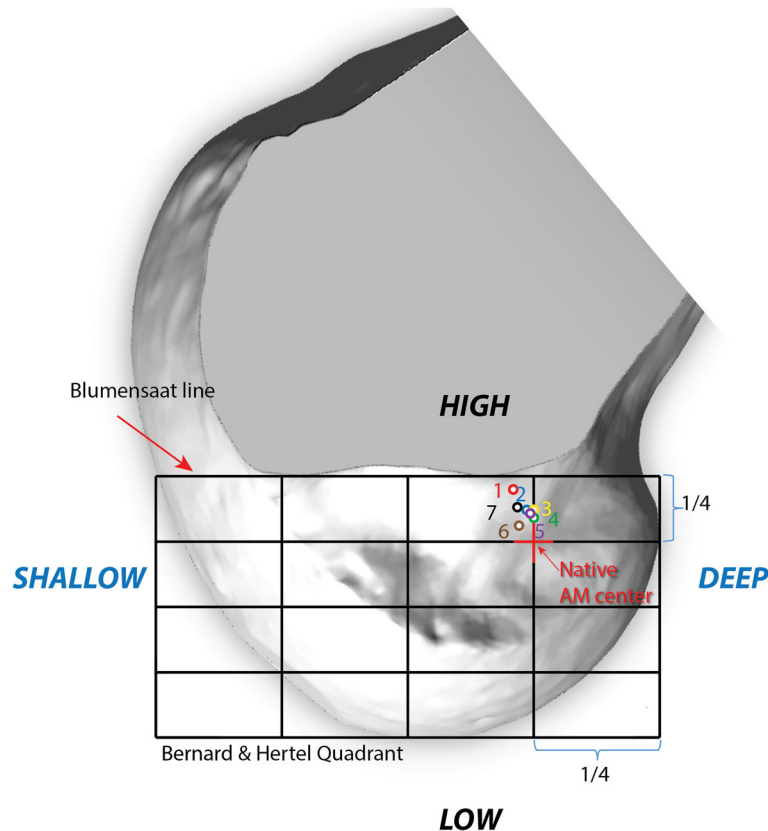 Blumensaat line
HIGH
1 2
7 3
4
6 5
1/4
SHALLOW
Native
AM center
DEEP
Bernard & Hertel Quadrant
1/4
LOW